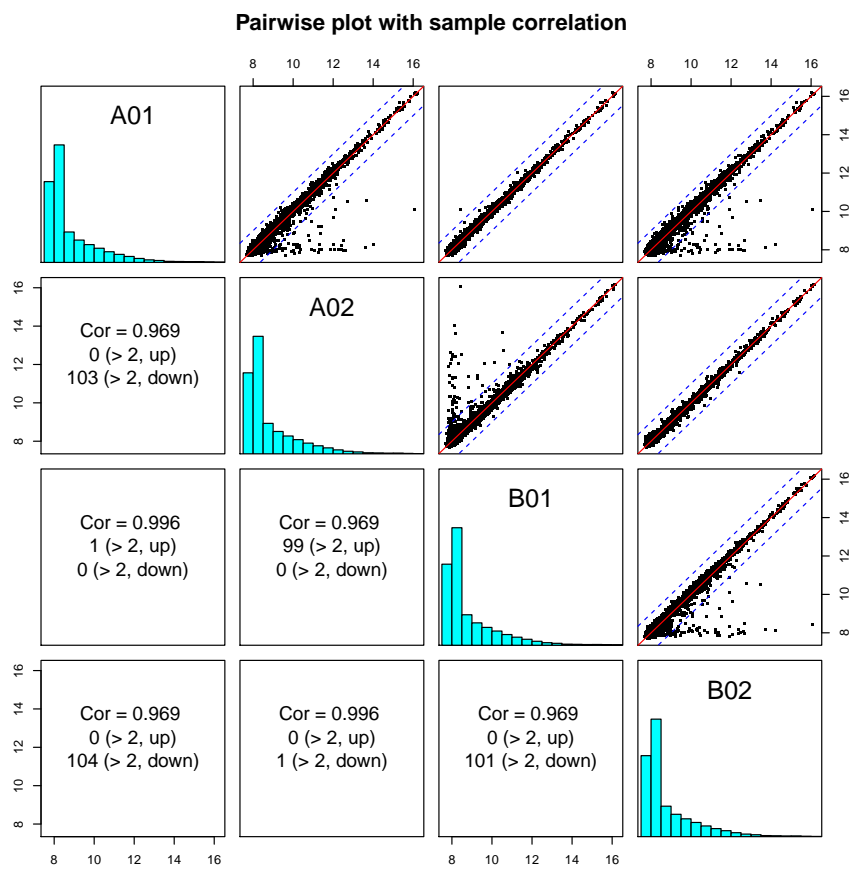 Pairwise plot with sample correlation
8 10 12 14 16
8 10 12 14 16
A01
8 10 12 14 16
8 10 12 14 16
Cor = 0.969
0 (> 2, up)
103 (> 2, down)
A02
Cor = 0.996
1 (> 2, up)
0 (> 2, down)
Cor = 0.969
99 (> 2, up)
0 (> 2, down)
B01
8 10 12 14 16
8 10 12 14 16
Cor = 0.969
0 (> 2, up)
104 (> 2, down)
Cor = 0.996
0 (> 2, up)
1 (> 2, down)
Cor = 0.969
0 (> 2, up)
101 (> 2, down)
B02
8 10 12 14 16
8 10 12 14 16